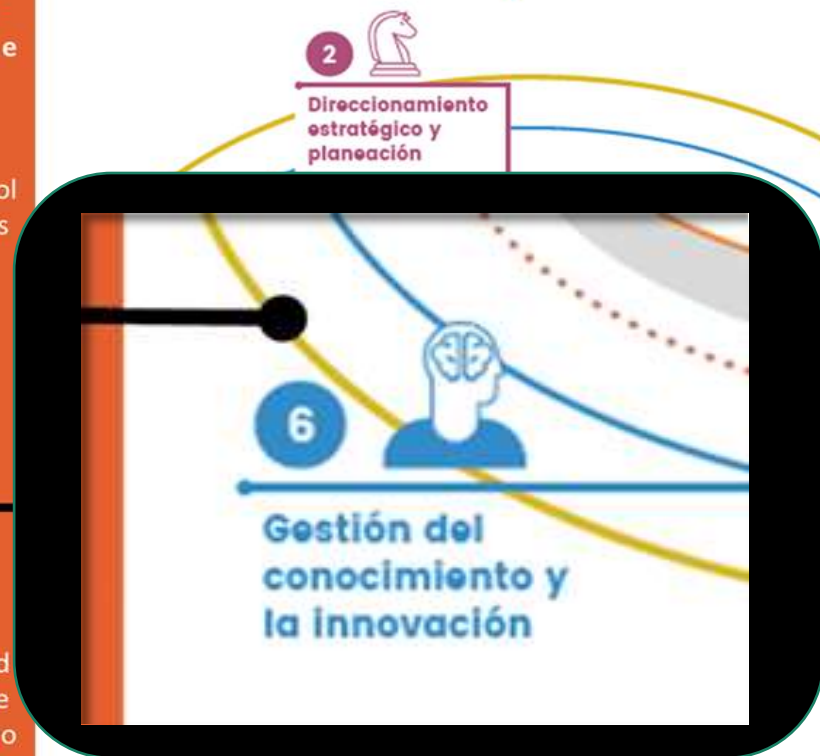 2
Direccionamiento
estratégico y
planeación
6
Gestión del
conocimiento y
la innovación